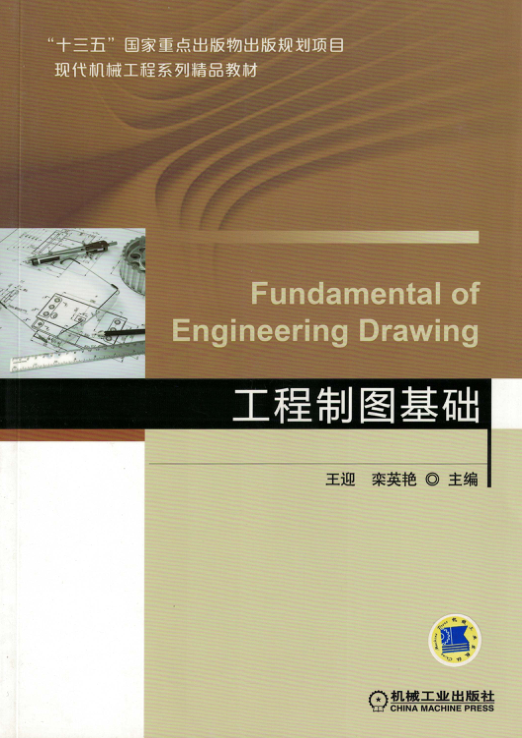 “十三五”国家重点出版物出版规划项目
现代机械工程系列精品教材
Fundamental of
Engineering Drawing
工程制图基础
王迎 栾英艳 ◎ 主编
机械工业出版社
CHINA MACHINE PRESS